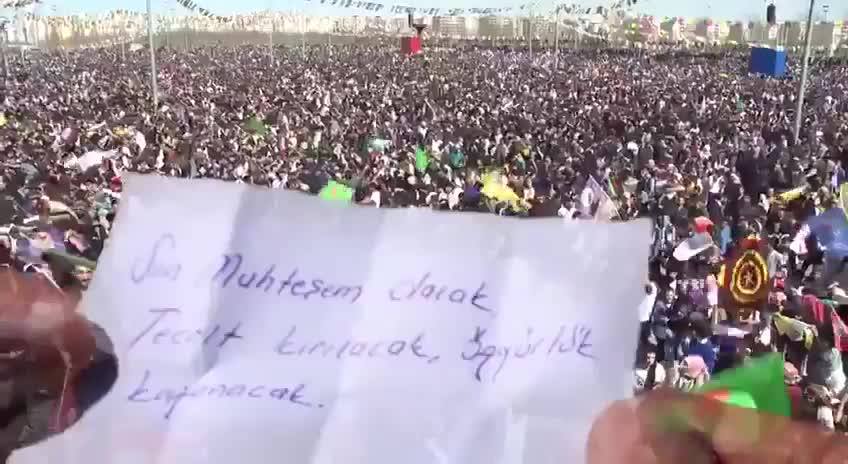 Son Muhteşem olacak
Tecrit kırılacak, özgürlük
kazanacak.